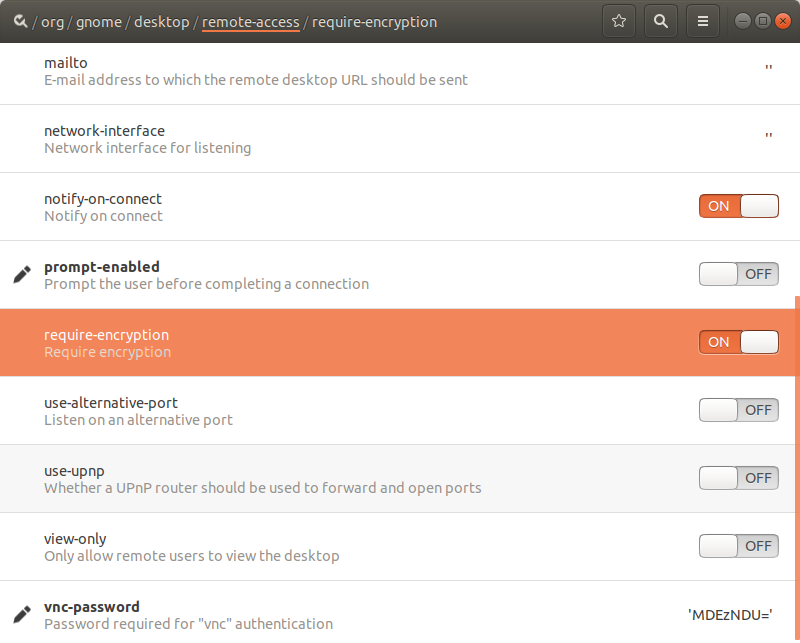 / org / gnome / desktop / remote-access / require-encryption
mailto
E-mail address to which the remote desktop URL should be sent
''
network-interface
Network interface for listening
''
notify-on-connect
Notify on connect
ON
prompt-enabled
Prompt the user before completing a connection
OFF
require-encryption
Require encryption
ON
use-alternative-port
Listen on an alternative port
OFF
use-upnp
Whether a UPnP router should be used to forward and open ports
OFF
view-only
Only allow remote users to view the desktop
OFF
vnc-password
Password required for "vnc" authentication
'MDEzNDU='